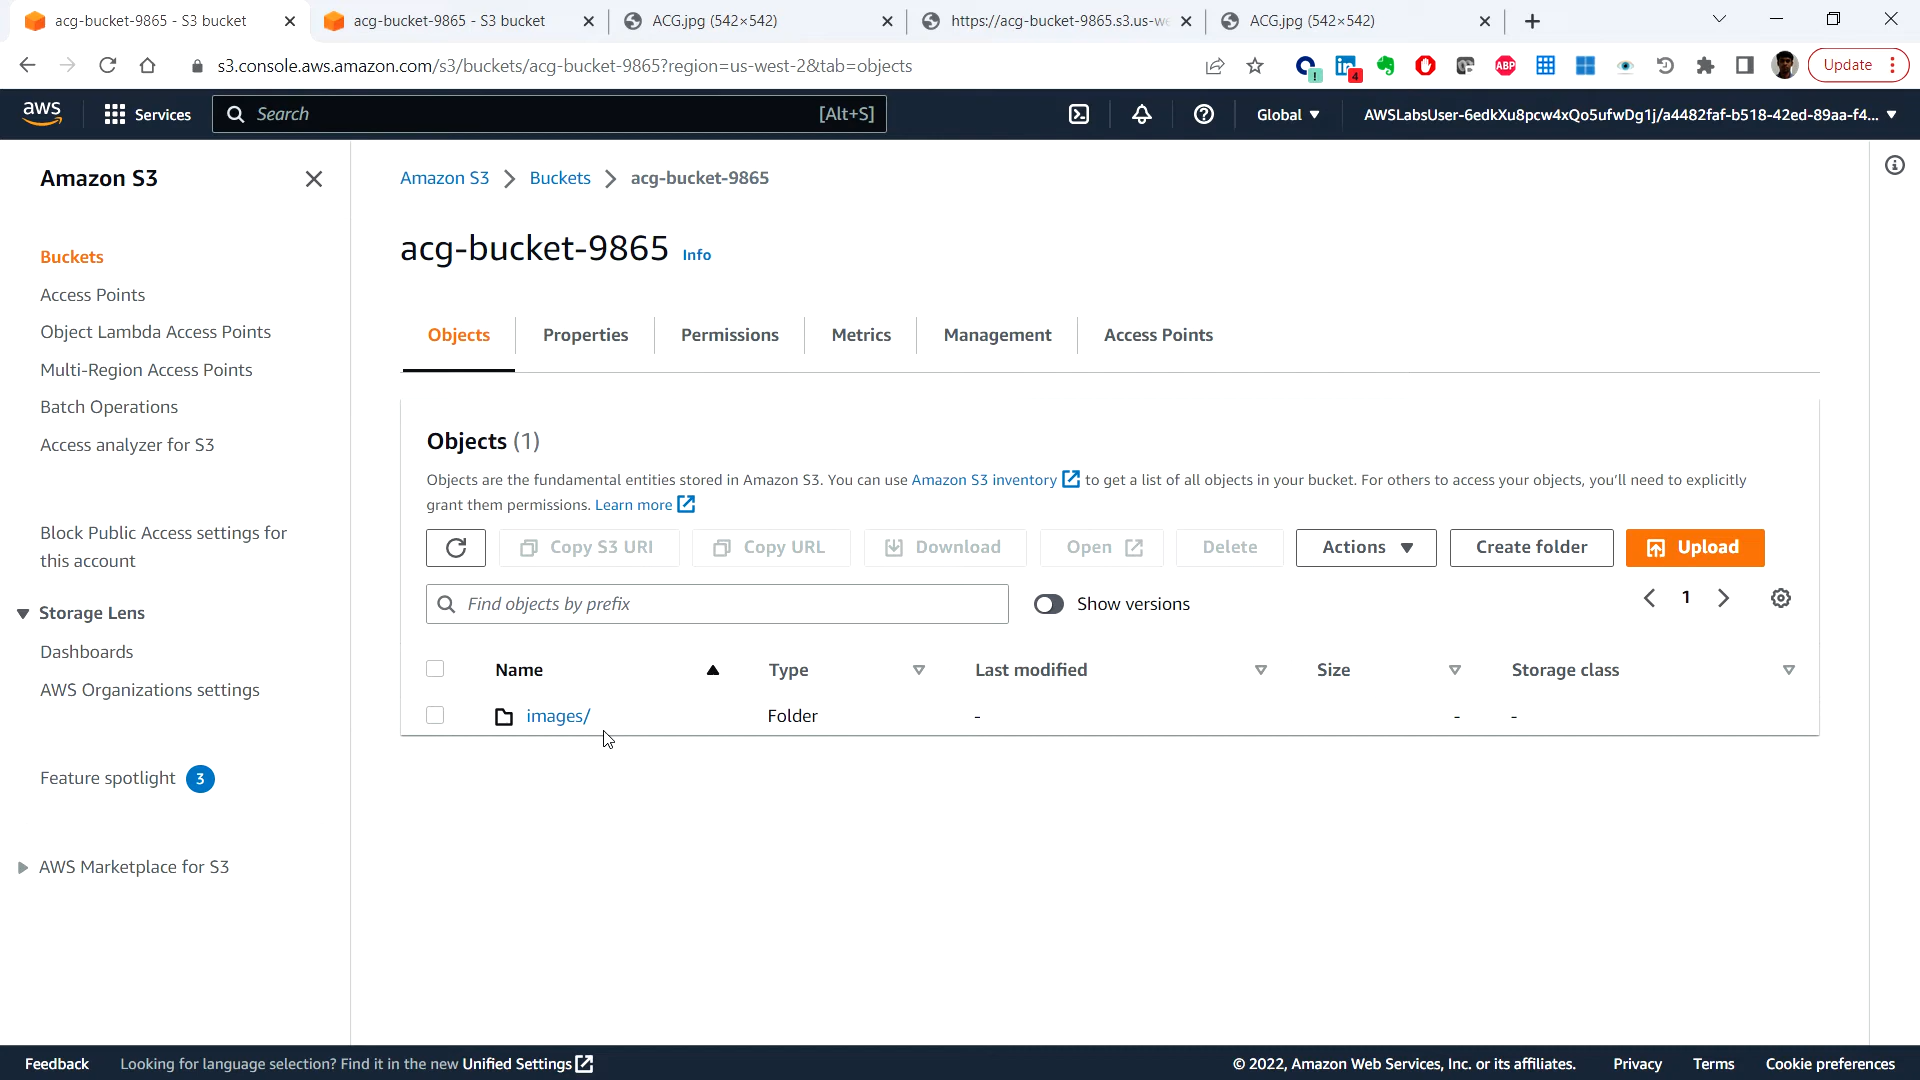 acg-bucket-9865 - S3 bucket
acg-bucket-9865 - S3 bucket
ACG.jpg (542×542)
https://acg-bucket-9865.s3.us-we
ACG.jpg (542×542)
s3.console.aws.amazon.com/s3/buckets/acg-bucket-9865?region=us-west-2&tab=objects
4
ABP
Update
aws
Services
Search
[Alt+S]
Global
AWSLabsUser-6edkXu8pcw4xQo5ufwDg1j/a4482faf-b518-42ed-89aa-f4...
Amazon S3
Buckets
Access Points
Object Lambda Access Points
Multi-Region Access Points
Batch Operations
Access analyzer for S3
Block Public Access settings for
this account
Storage Lens
Dashboards
AWS Organizations settings
Feature spotlight 3
AWS Marketplace for S3
Amazon S3 > Buckets > acg-bucket-9865
acg-bucket-9865 Info
Objects Properties Permissions Metrics Management Access Points
Objects (1)
Objects are the fundamental entities stored in Amazon S3. You can use Amazon S3 inventory to get a list of all objects in your bucket. For others to access your objects, you'll need to explicitly
grant them permissions. Learn more
Copy S3 URI Copy URL Download Open Delete Actions Create folder Upload
Find objects by prefix Show versions 1
Name Type Last modified Size Storage class
images/ Folder - - -
Feedback Looking for language selection? Find it in the new Unified Settings © 2022, Amazon Web Services, Inc. or its affiliates. Privacy Terms Cookie preferences